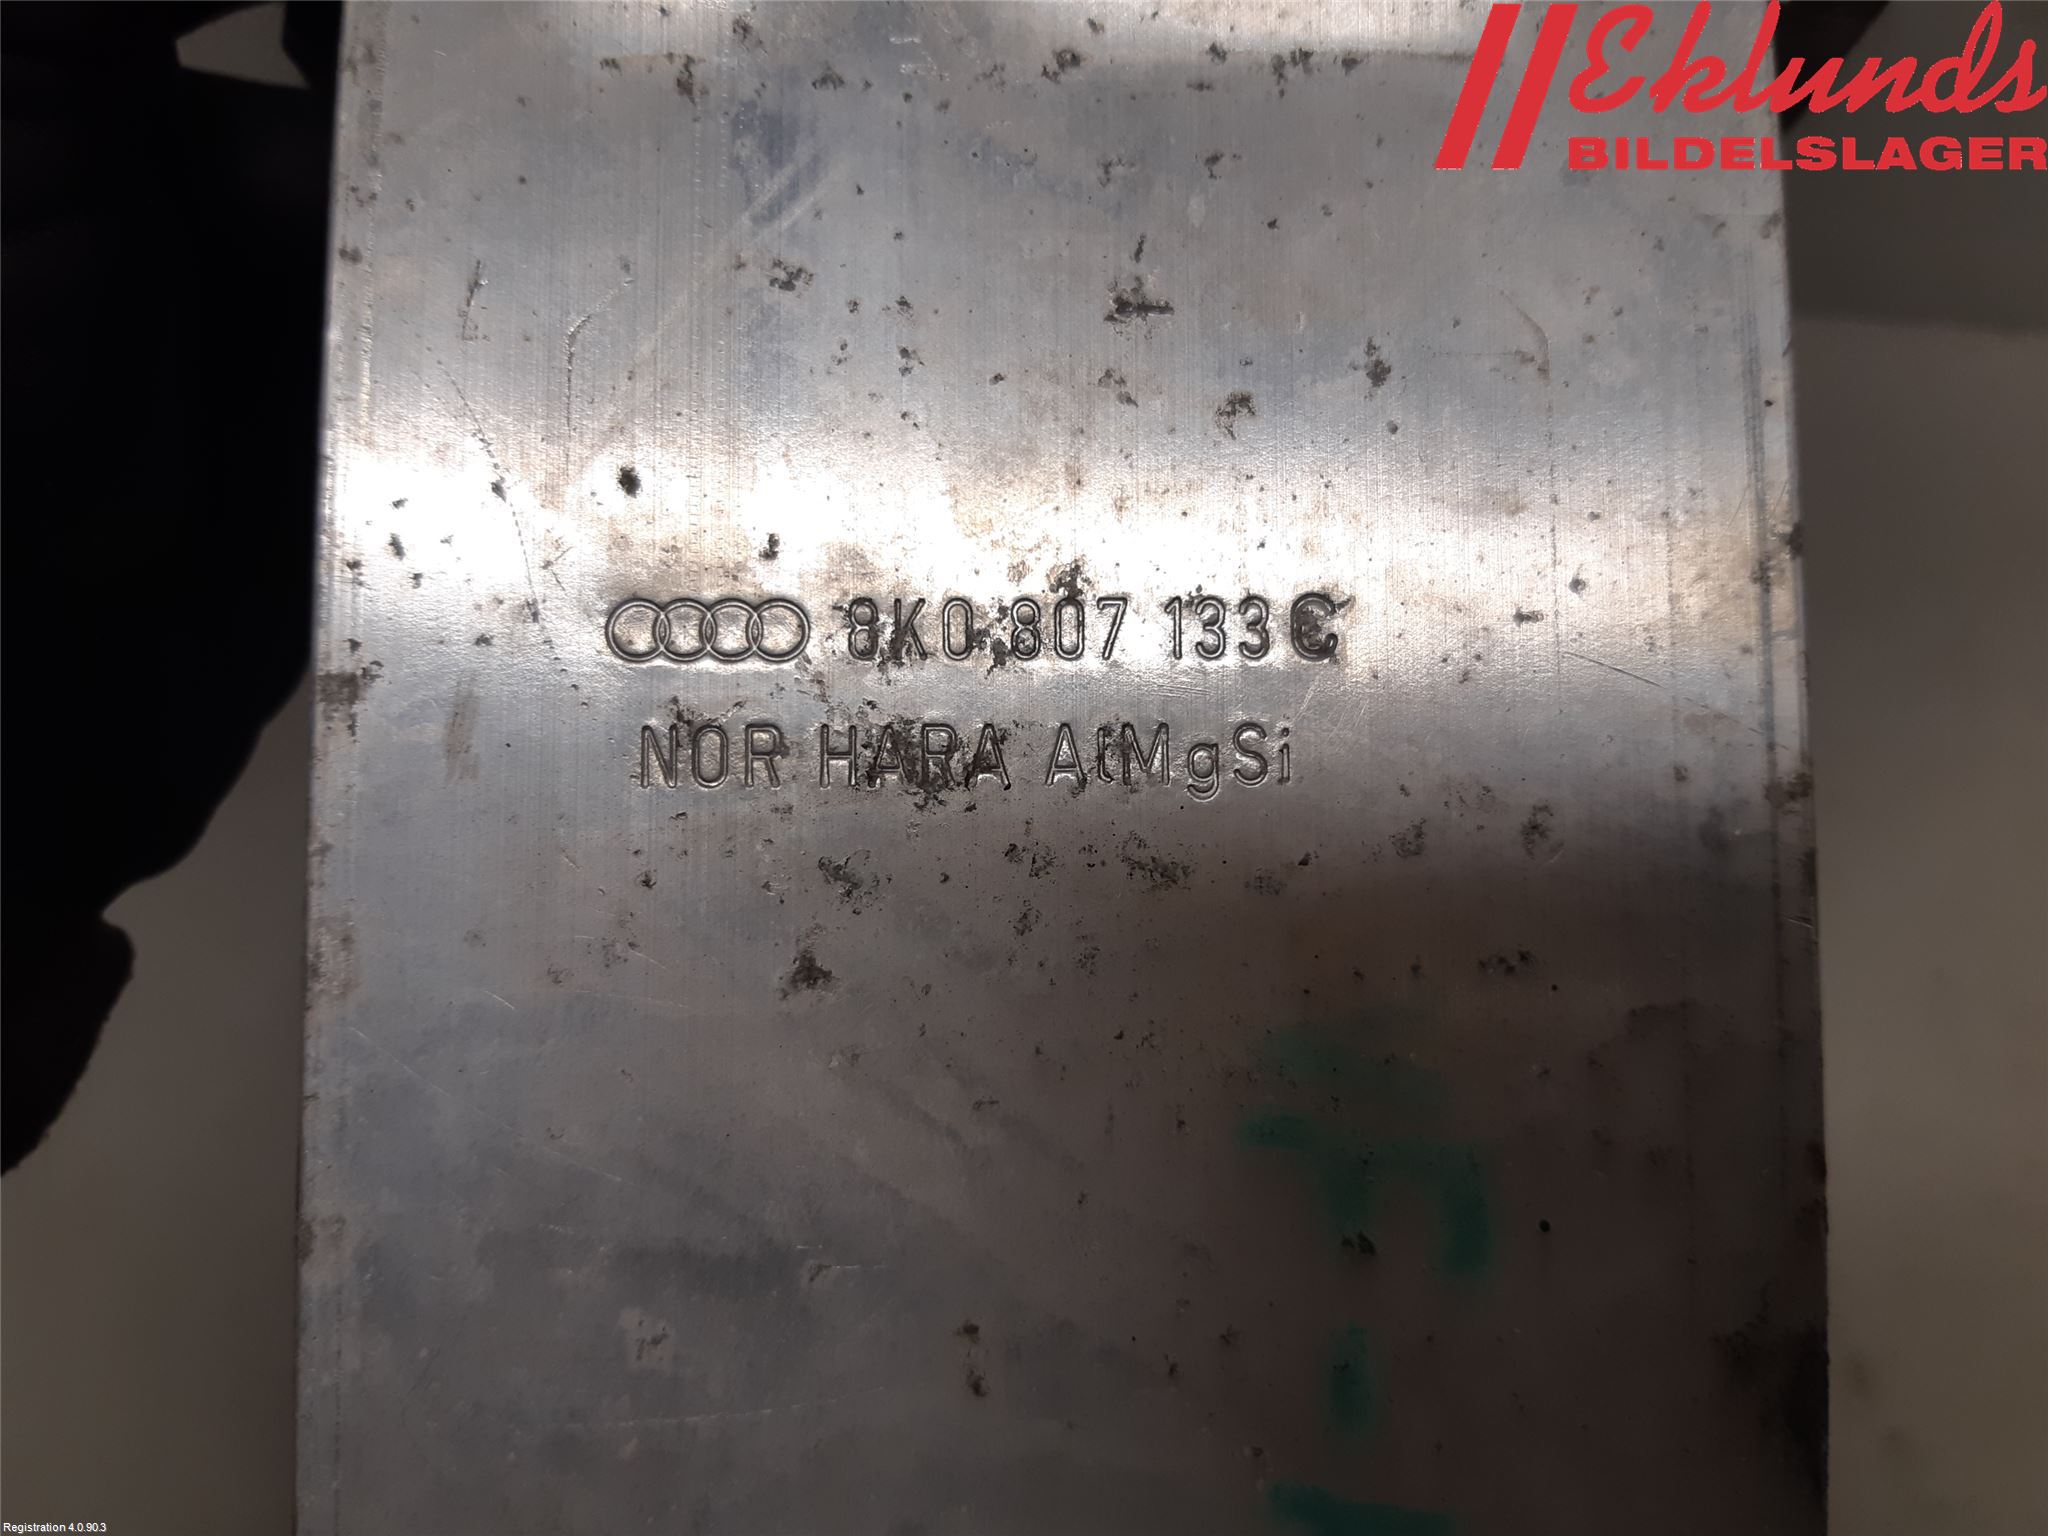 Eklunds
BILDELSLAGER
8K0 807 133 C
NOR HARA AlMgSi
Registration 4.0.90.3